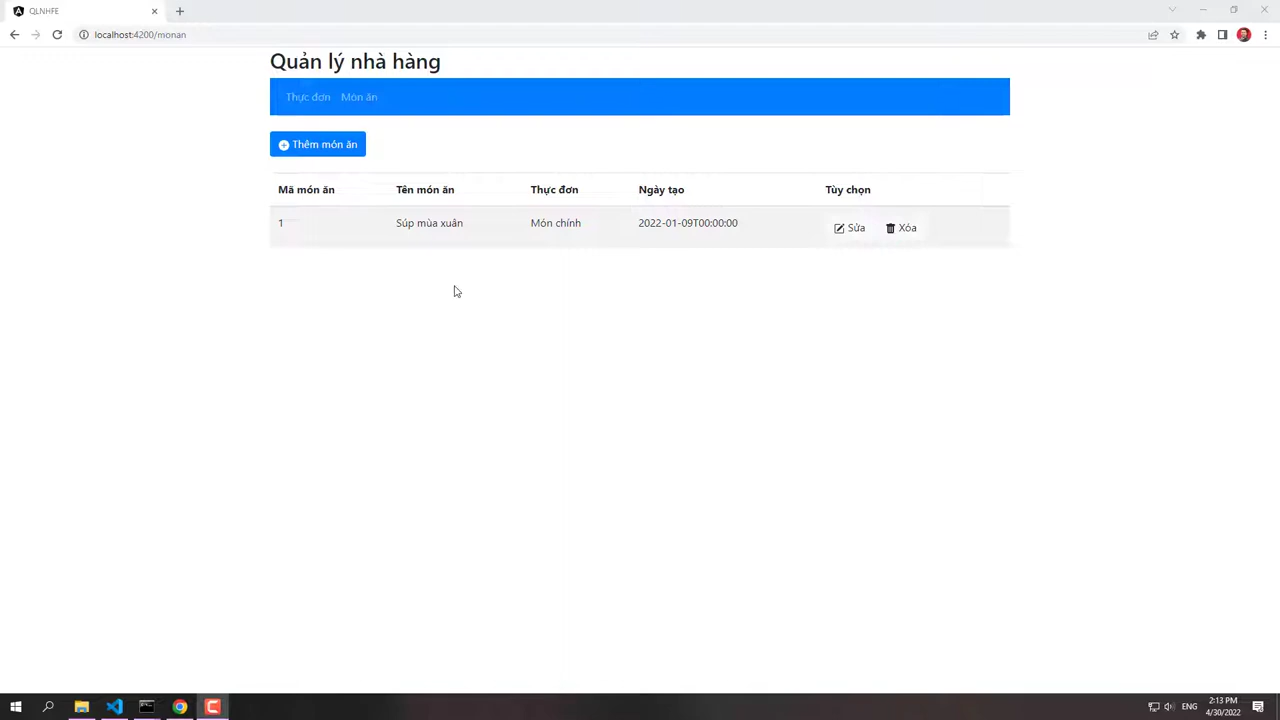 QLNHFE
localhost:4200/monan
Quản lý nhà hàng
Thực đơn Món ăn
Thêm món ăn
Mã món ăn Tên món ăn Thực đơn Ngày tạo Tùy chọn
1 Súp mùa xuân Món chính 2022-01-09T00:00:00 Sửa Xóa
ENG
2:13 PM
4/30/2022